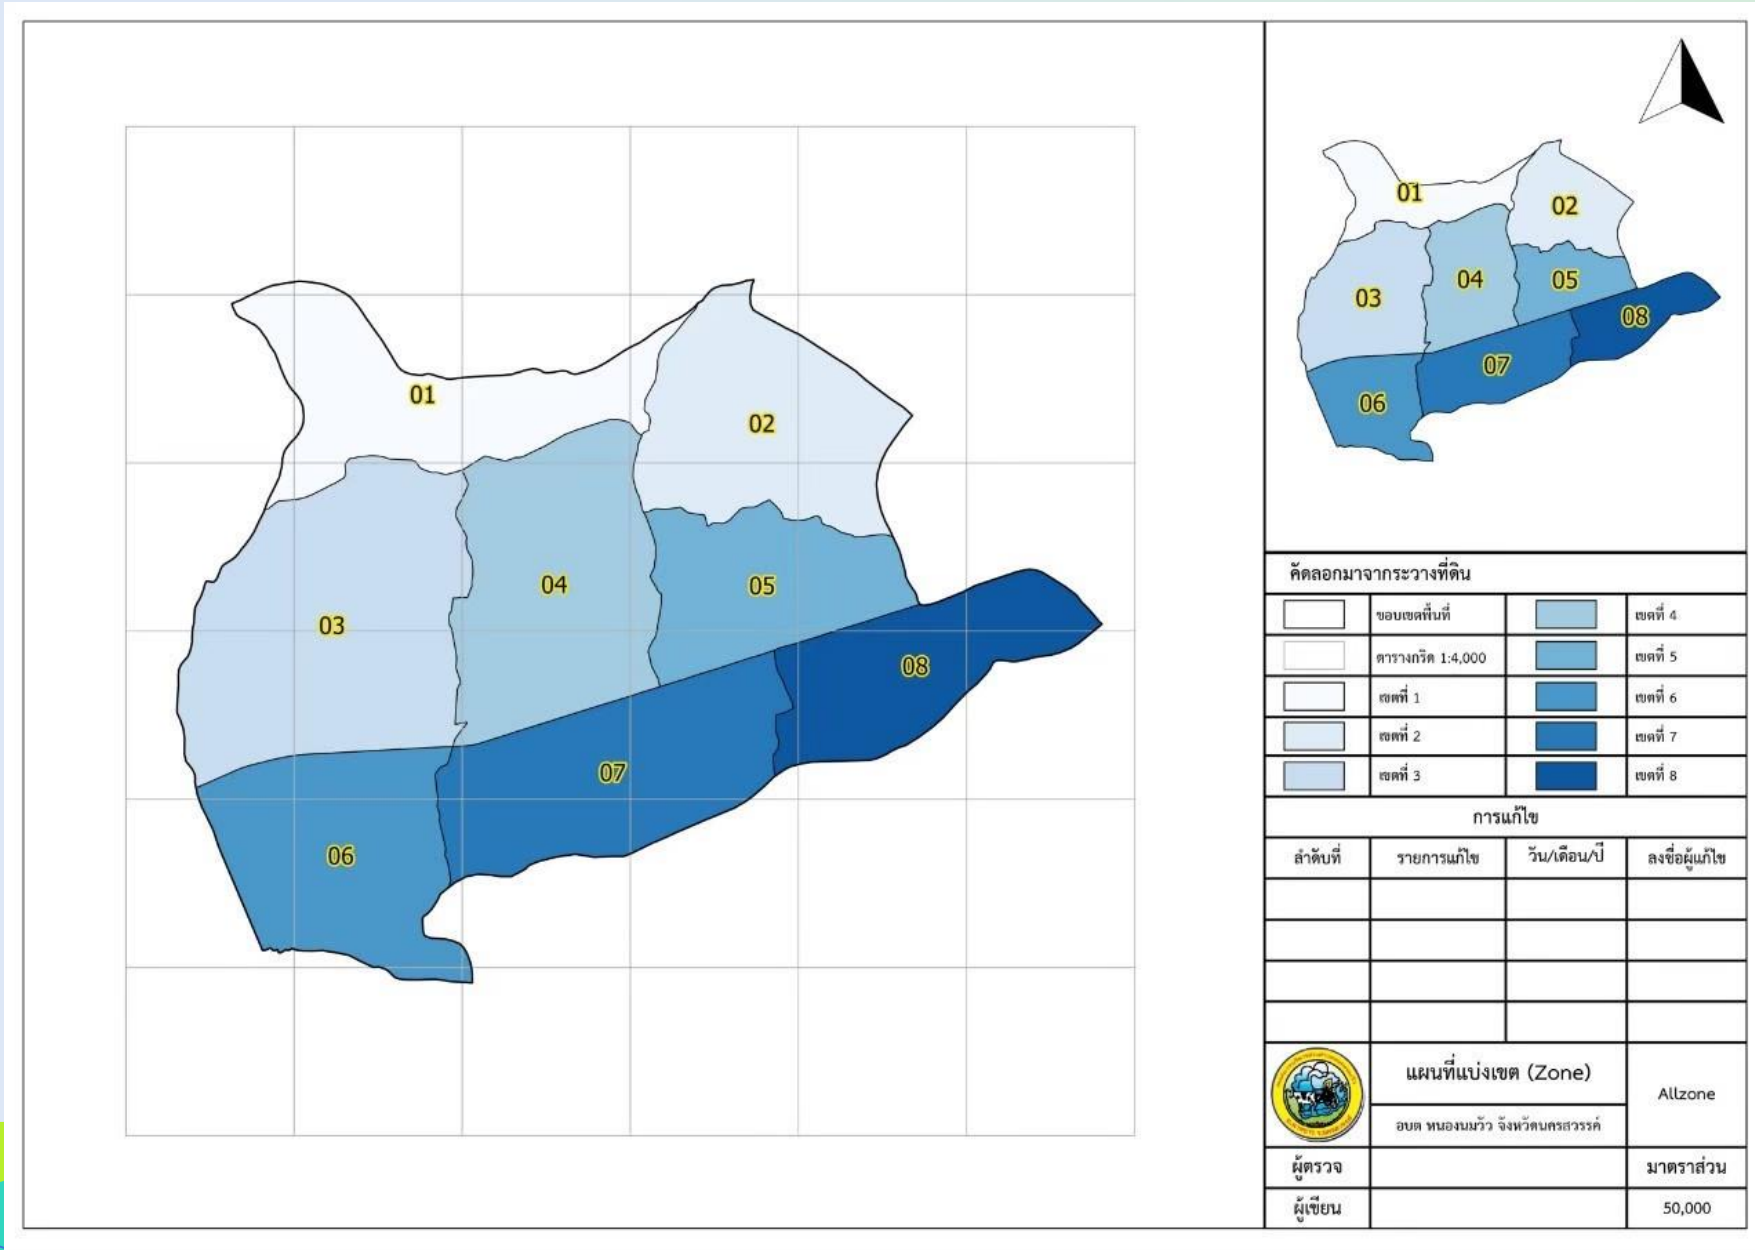 01
02
03
04
05
06
07
08
01
02
03
04
05
06
07
08
คัดลอกมาจากระวางที่ดิน
ขอบเขตพื้นที่
เขตที่ 4
ตารางกริด 1:4,000
เขตที่ 5
เขตที่ 1
เขตที่ 6
เขตที่ 2
เขตที่ 7
เขตที่ 3
เขตที่ 8
การแก้ไข
ลำดับที่ รายการแก้ไข วัน/เดือน/ปี ลงชื่อผู้แก้ไข
แผนที่แบ่งเขต (Zone)
Allzone
อบต หนองนมวัว จังหวัดนครสวรรค์
ผู้ตรวจ
มาตราส่วน
ผู้เขียน
50,000